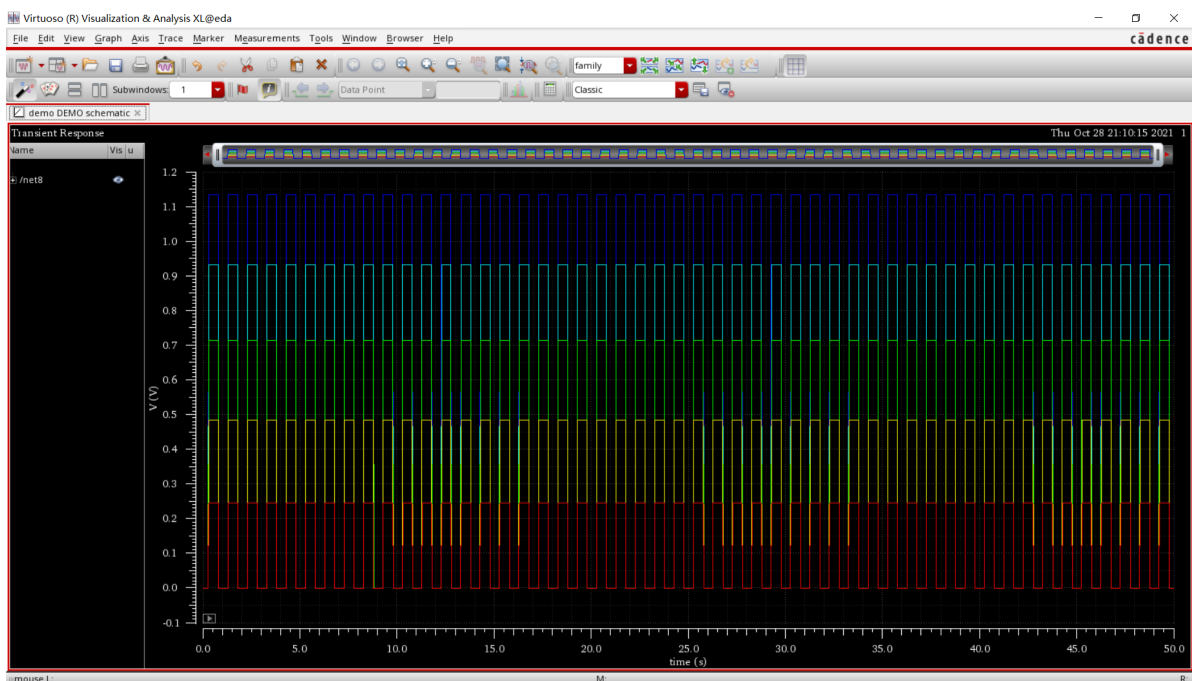 Virtuoso (R) Visualization & Analysis XL@eda
File Edit View Graph Axis Trace Marker Measurements Tools Window Browser Help
cādence
family
Subwindows: 1
Data Point
Classic
demo DEMO schematic
Transient Response
Thu Oct 28 21:10:15 2021 1
Name Vis u
/net8
1.2
1.1
1.0
0.9
0.8
0.7
0.6
0.5
0.4
0.3
0.2
0.1
0.0
-0.1
V (V)
0.0 5.0 10.0 15.0 20.0 25.0 30.0 35.0 40.0 45.0 50.0
time (s)
mouse L: M: R: